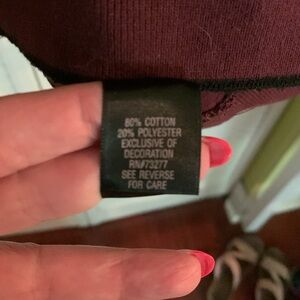 80% COTTON
20% POLYESTER
EXCLUSIVE OF
DECORATION
RN#73277
SEE REVERSE
FOR CARE